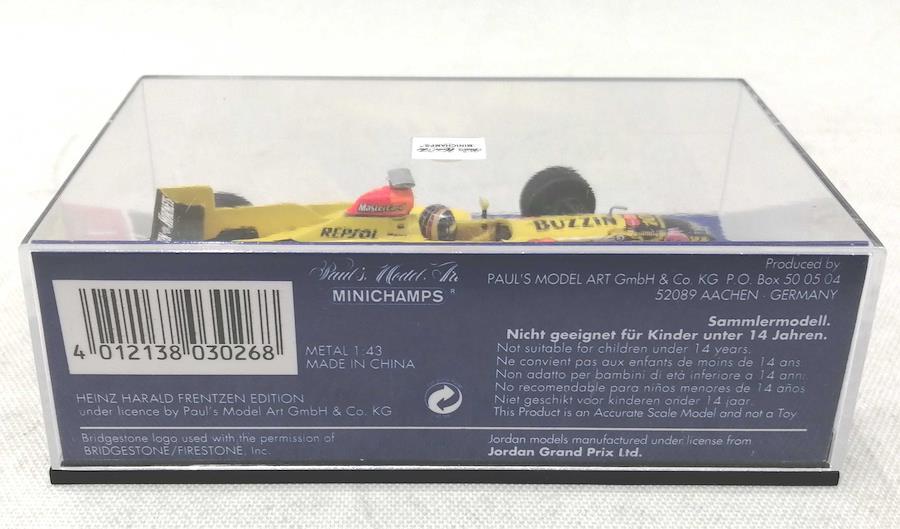 MINICHAMPS
MasterCard
REPSOL
BUZZIN
Paul's Model Art
MINICHAMPS ®
Produced by
PAUL'S MODEL ART GmbH & Co. KG P.O. Box 50 05 04
52089 AACHEN · GERMANY
4 012138 030268
METAL 1:43
MADE IN CHINA
HEINZ HARALD FRENTZEN EDITION
under licence by Paul's Model Art GmbH & Co. KG
Sammlermodell.
Nicht geeignet für Kinder unter 14 Jahren.
Not suitable for children under 14 years.
Ne convient pas aux enfants de moins de 14 ans
Non adatto per bambini di etá inferiore a 14 anni.
No recomendable para niños menores de 14 años
Niet geschikt voor kinderen onder 14 jaar.
This Product is an Accurate Scale Model and not a Toy
Bridgestone logo used with the permission of
BRIDGESTONE/FIRESTONE, Inc.
Jordan models manufactured under license from
Jordan Grand Prix Ltd.